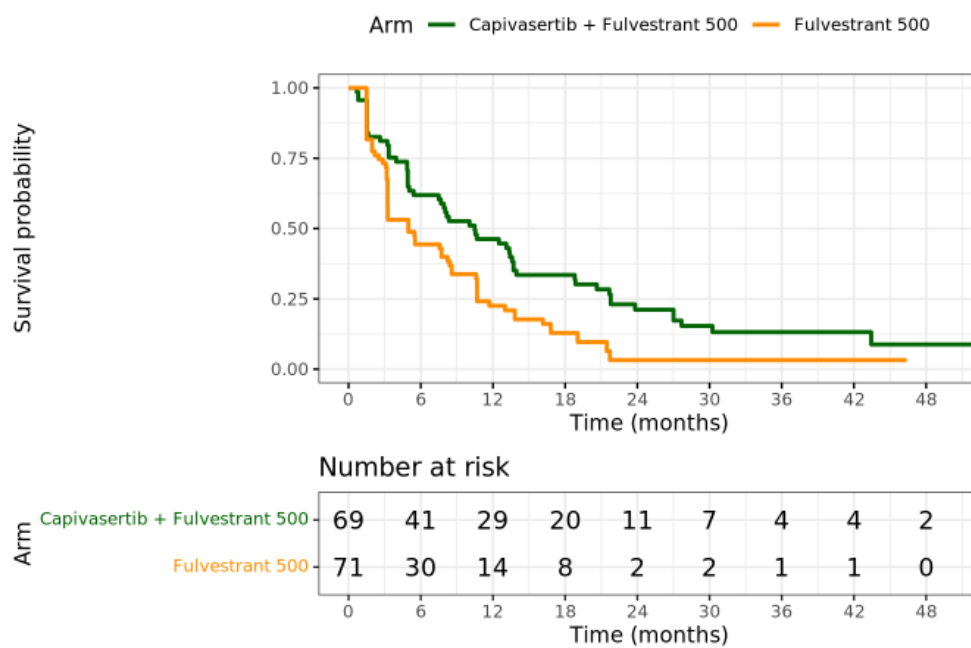 Arm Capivasertib + Fulvestrant 500 Fulvestrant 500
Survival probability
1.00
0.75
0.50
0.25
0.00
0 6 12 18 24 30 36 42 48
Time (months)
Number at risk
Arm
Capivasertib + Fulvestrant 500 69 41 29 20 11 7 4 4 2
Fulvestrant 500 71 30 14 8 2 2 1 1 0
0 6 12 18 24 30 36 42 48
Time (months)